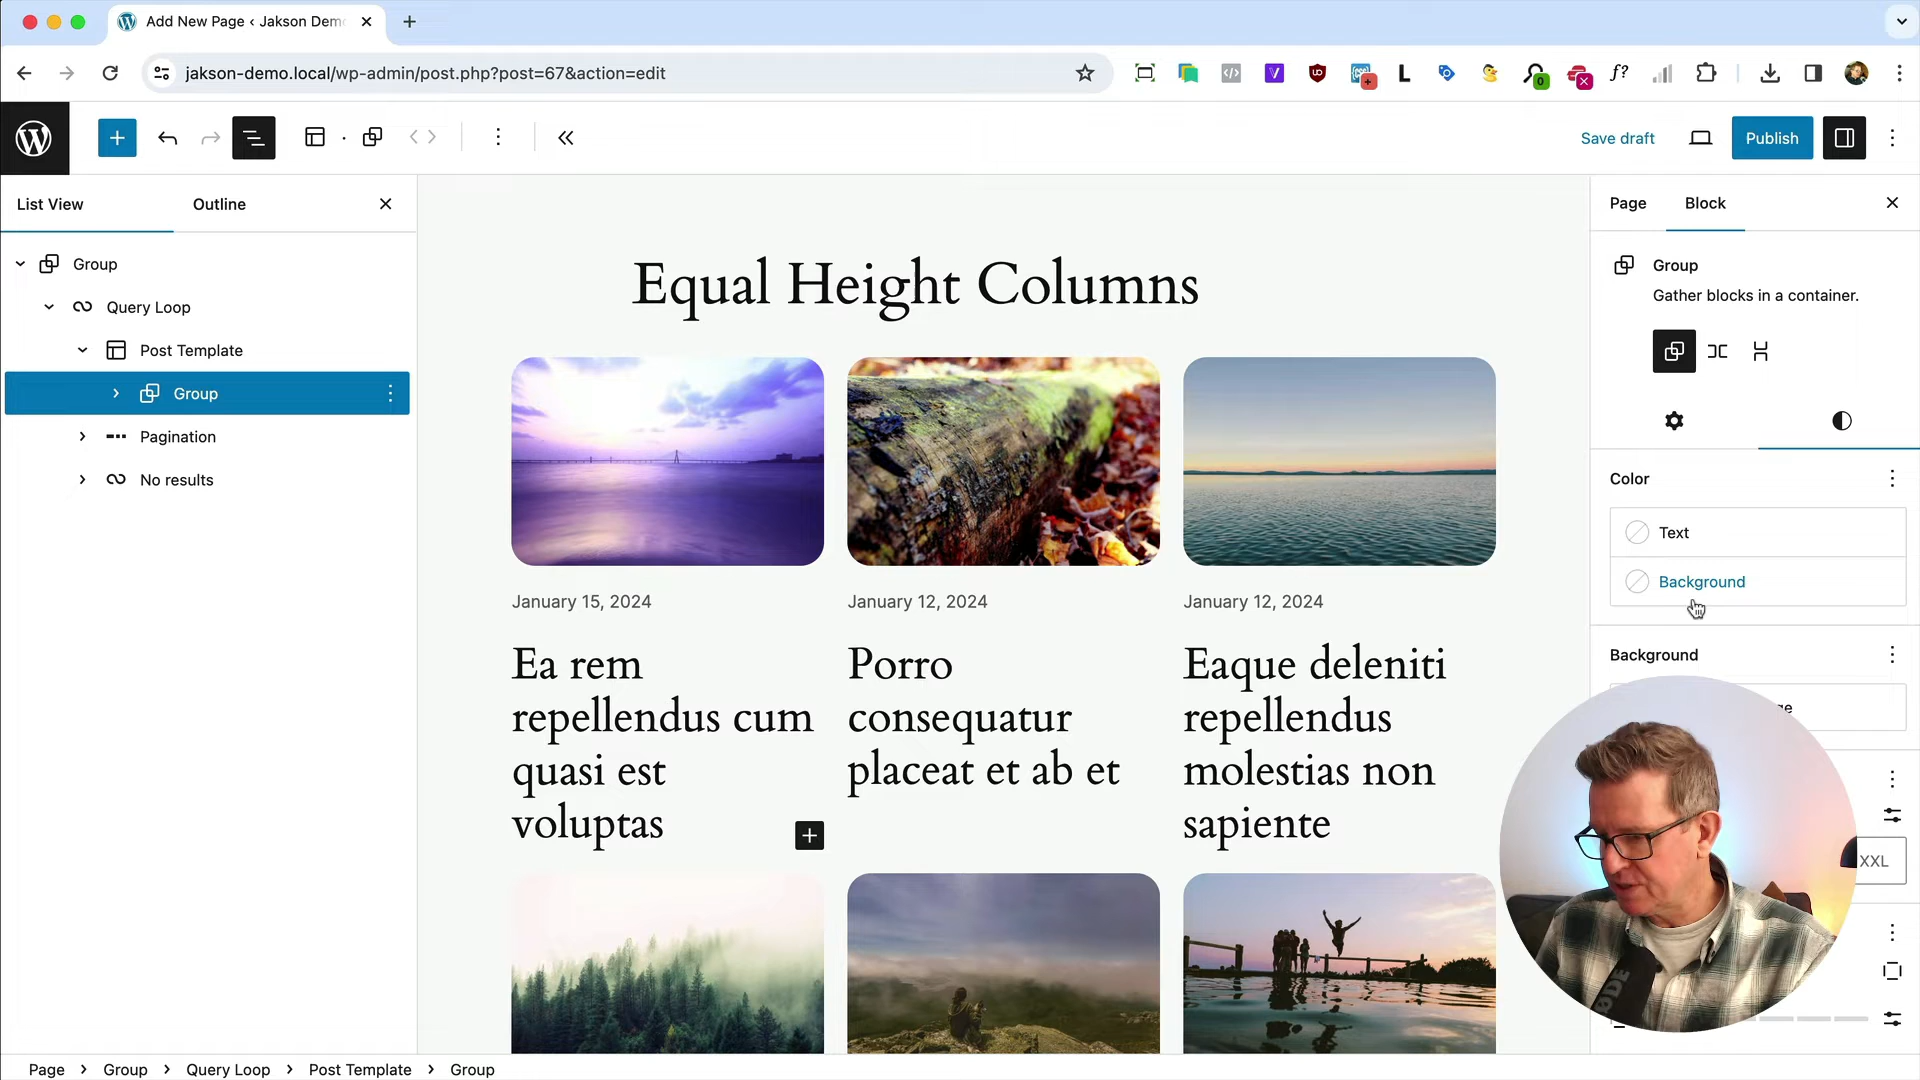 Add New Page ‹ Jakson Dem
jakson-demo.local/wp-admin/post.php?post=67&action=edit
Save draft
Publish
List View
Outline
Page
Block
Group
Query Loop
Post Template
Group
Pagination
No results
Equal Height Columns
January 15, 2024
January 12, 2024
January 12, 2024
Ea rem
repellendus cum
quasi est
voluptas
Porro
consequatur
placeat et ab et
Eaque deleniti
repellendus
molestias non
sapiente
Group
Gather blocks in a container.
Color
Text
Background
Background
XXL
Page
Group
Query Loop
Post Template
Group